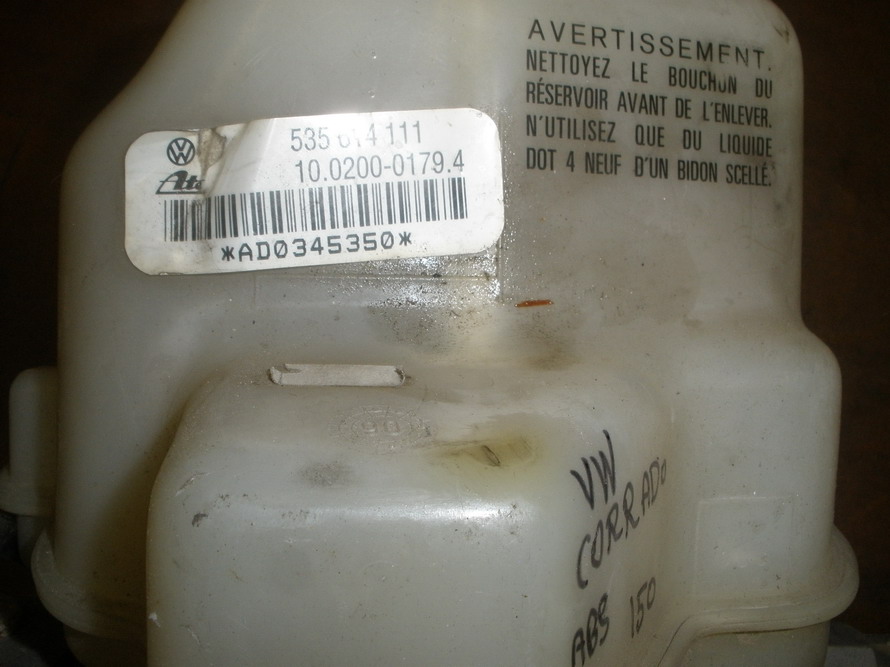 AVERTISSEMENT.
NETTOYEZ LE BOUCHON DU
RÉSERVOIR AVANT DE L'ENLEVER.
N'UTILISEZ QUE DU LIQUIDE
DOT 4 NEUF D'UN BIDON SCELLÉ.
535 614 111
10.0200-0179.4
*AD0345350*
VW
CORRADO
ABS 150